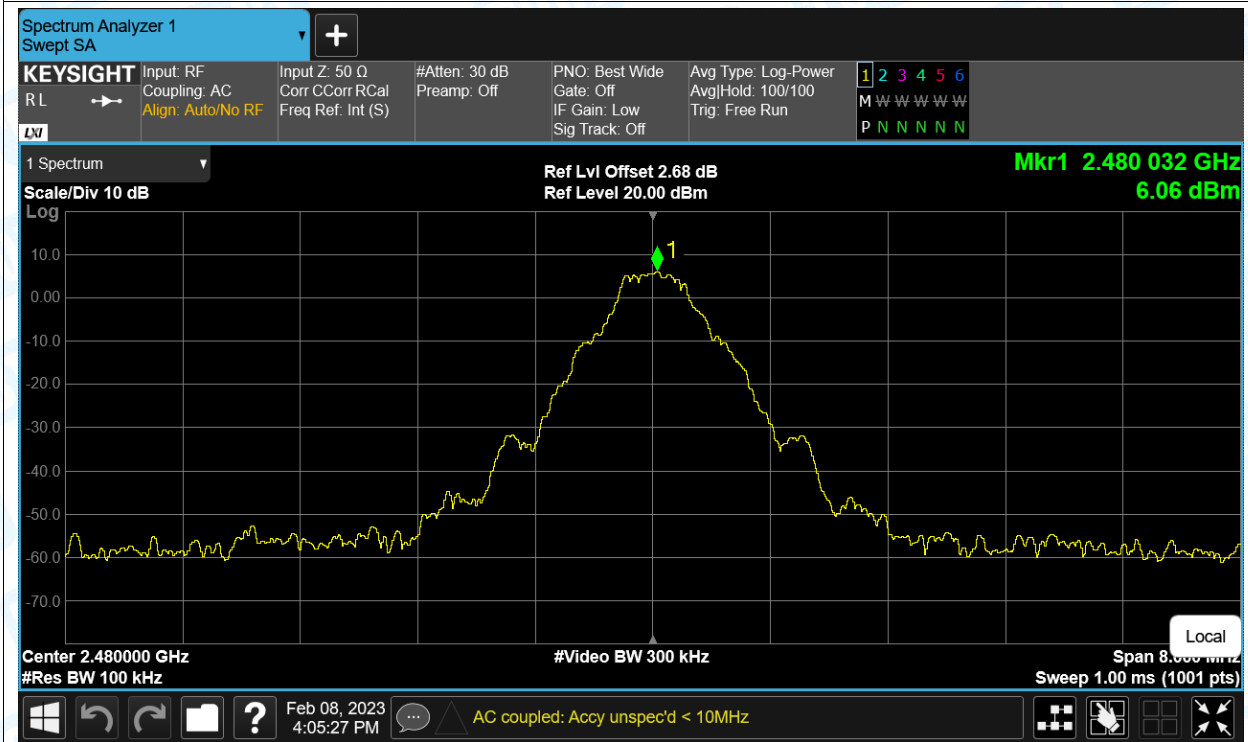 Spectrum Analyzer 1
Swept SA
+
KEYSIGHT
R L
LXI
Input: RF
Coupling: AC
Align: Auto/No RF
Input Z: 50 Ω
Corr CCorr RCal
Freq Ref: Int (S)
#Atten: 30 dB
Preamp: Off
PNO: Best Wide
Gate: Off
IF Gain: Low
Sig Track: Off
Avg Type: Log-Power
Avg|Hold: 100/100
Trig: Free Run
1 2 3 4 5 6
M W W W W W
P N N N N N
1 Spectrum
Scale/Div 10 dB
Log
Ref Lvl Offset 2.68 dB
Ref Level 20.00 dBm
Mkr1 2.480 032 GHz
6.06 dBm
1
10.0
0.00
-10.0
-20.0
-30.0
-40.0
-50.0
-60.0
-70.0
Local
Center 2.480000 GHz
#Res BW 100 kHz
#Video BW 300 kHz
Span 8.000 MHz
Sweep 1.00 ms (1001 pts)
?
Feb 08, 2023
4:05:27 PM
AC coupled: Accy unspec'd < 10MHz